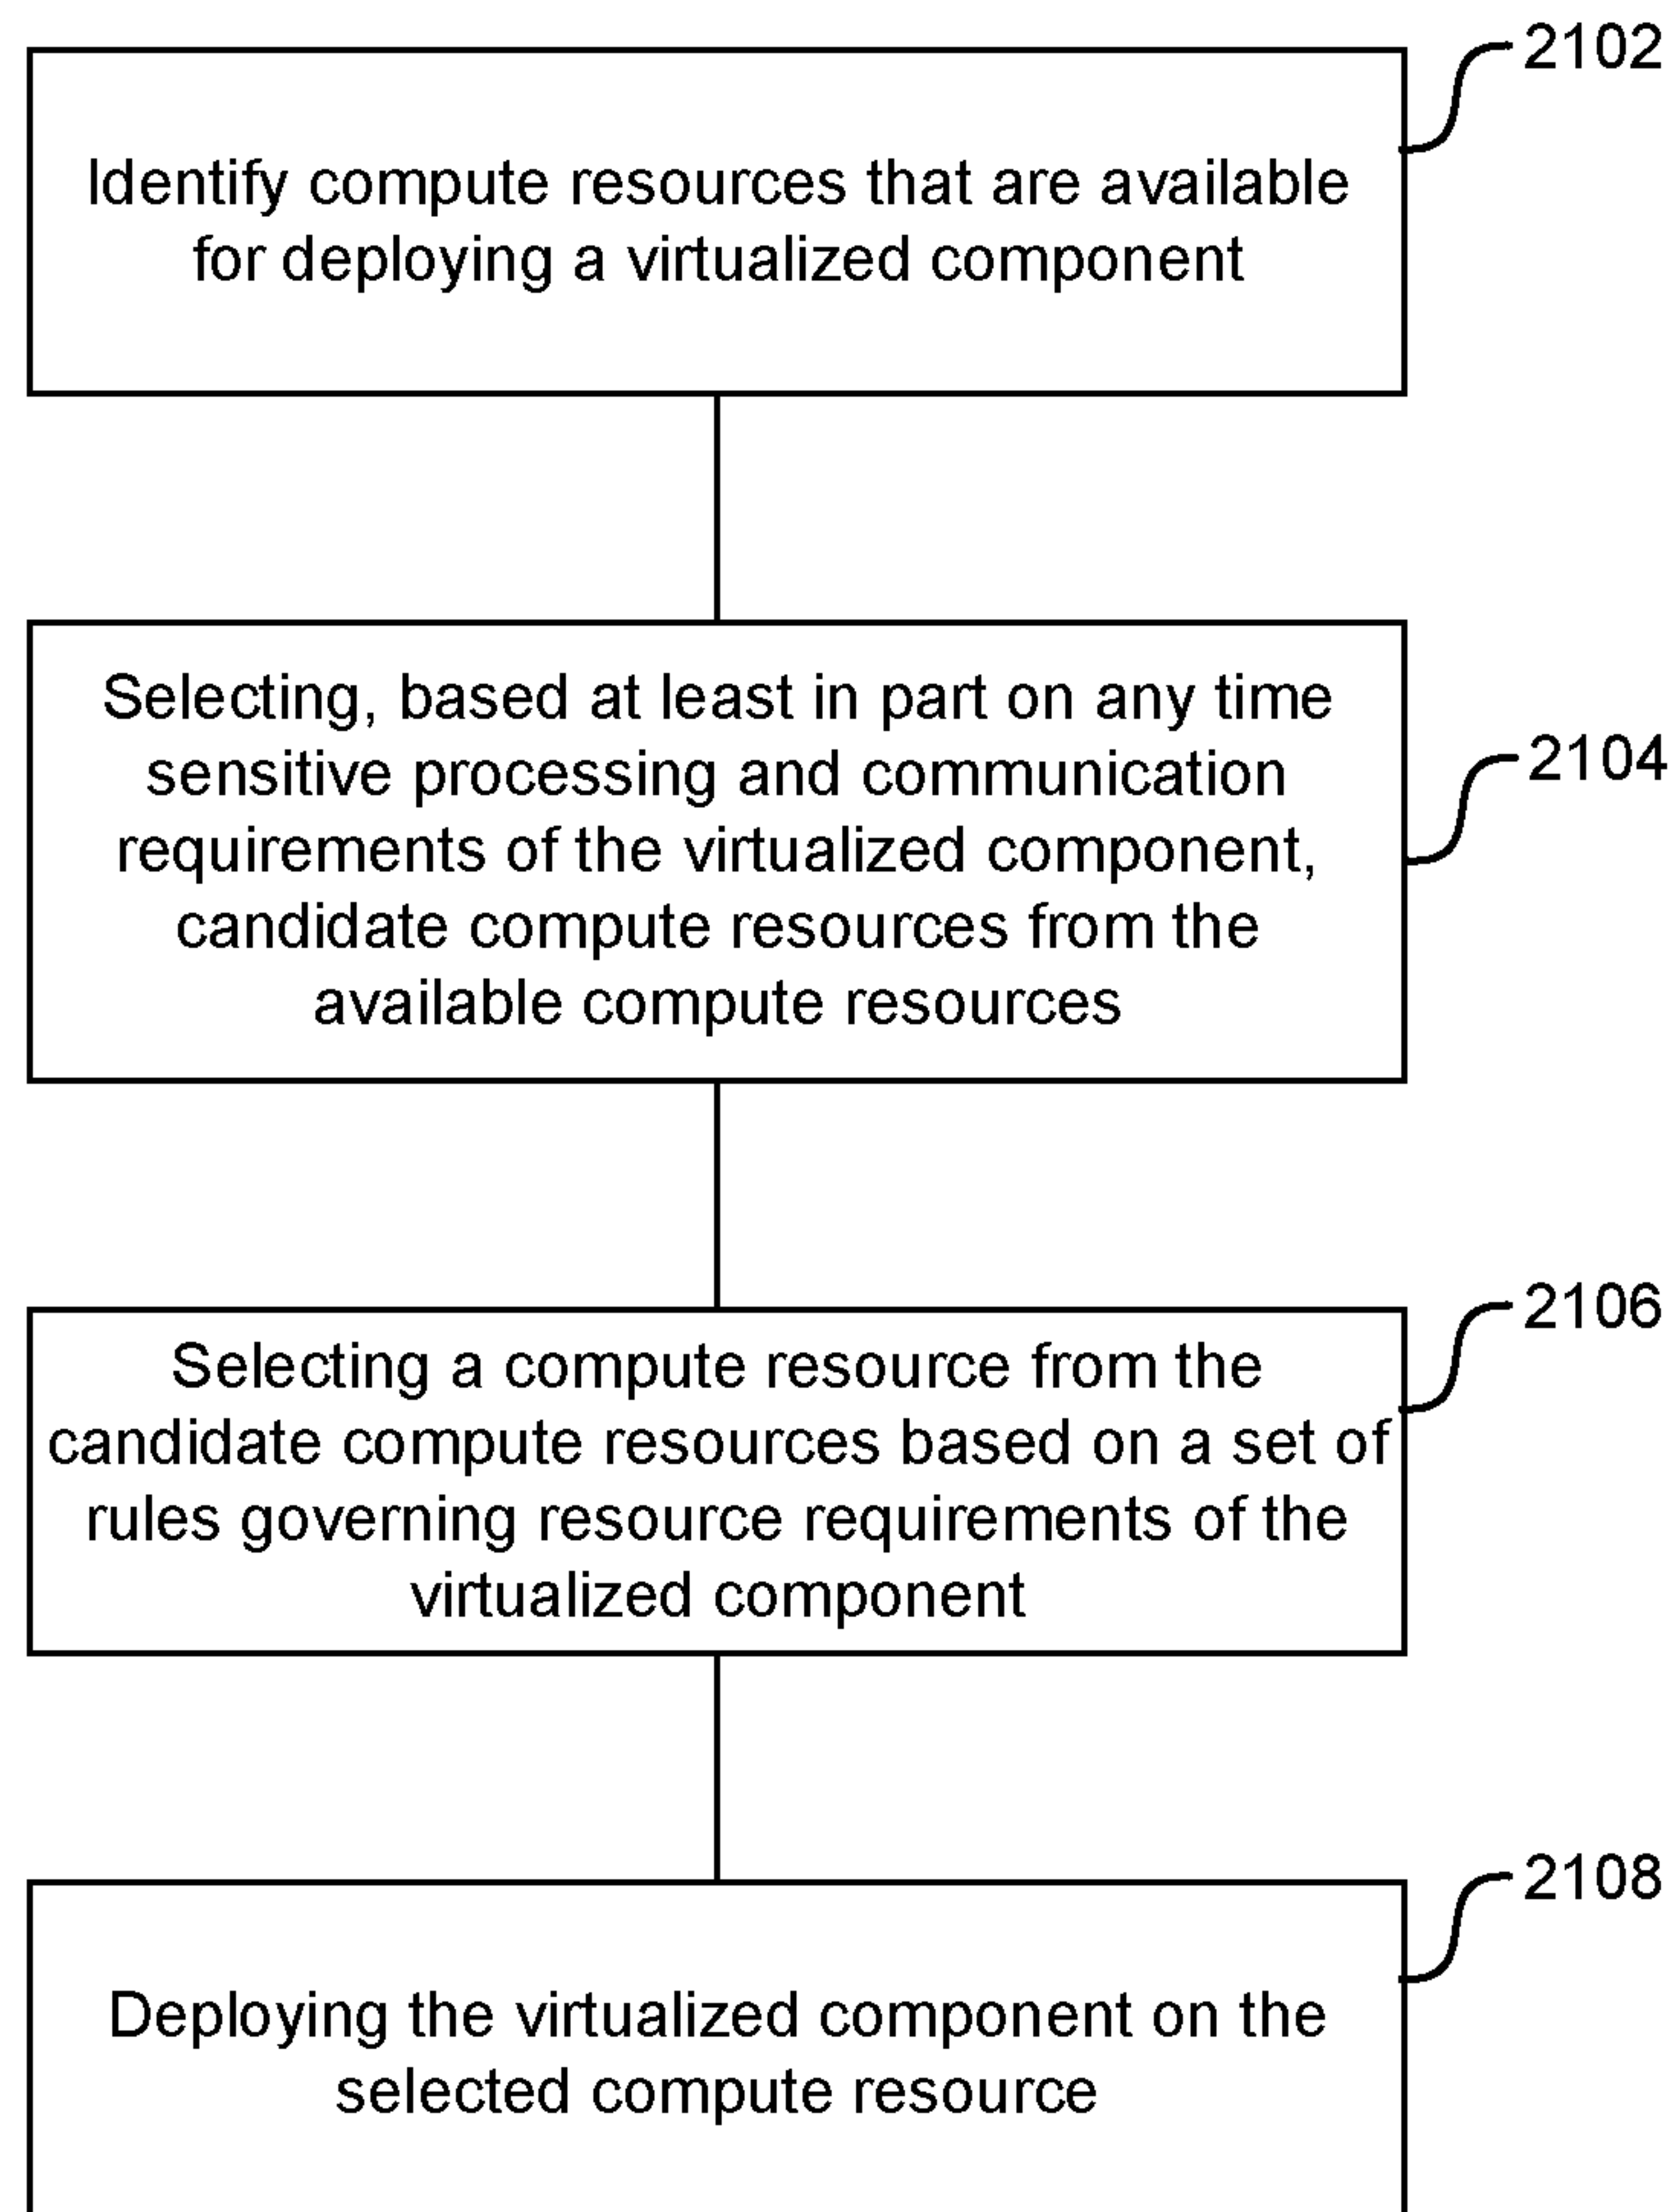 2102
Identify compute resources that are available
for deploying a virtualized component
2104
Selecting, based at least in part on any time
sensitive processing and communication
requirements of the virtualized component,
candidate compute resources from the
available compute resources
2106
Selecting a compute resource from the
candidate compute resources based on a set of
rules governing resource requirements of the
virtualized component
2108
Deploying the virtualized component on the
selected compute resource